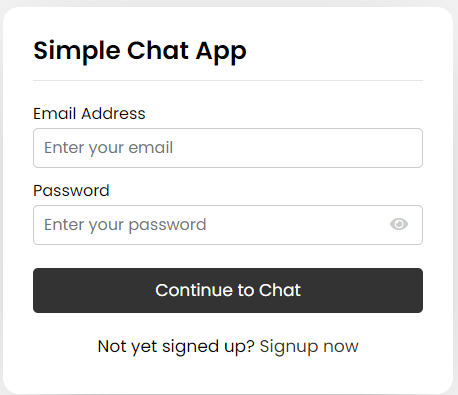 Simple Chat App
Email Address
Enter your email
Password
Enter your password
Continue to Chat
Not yet signed up? Signup now